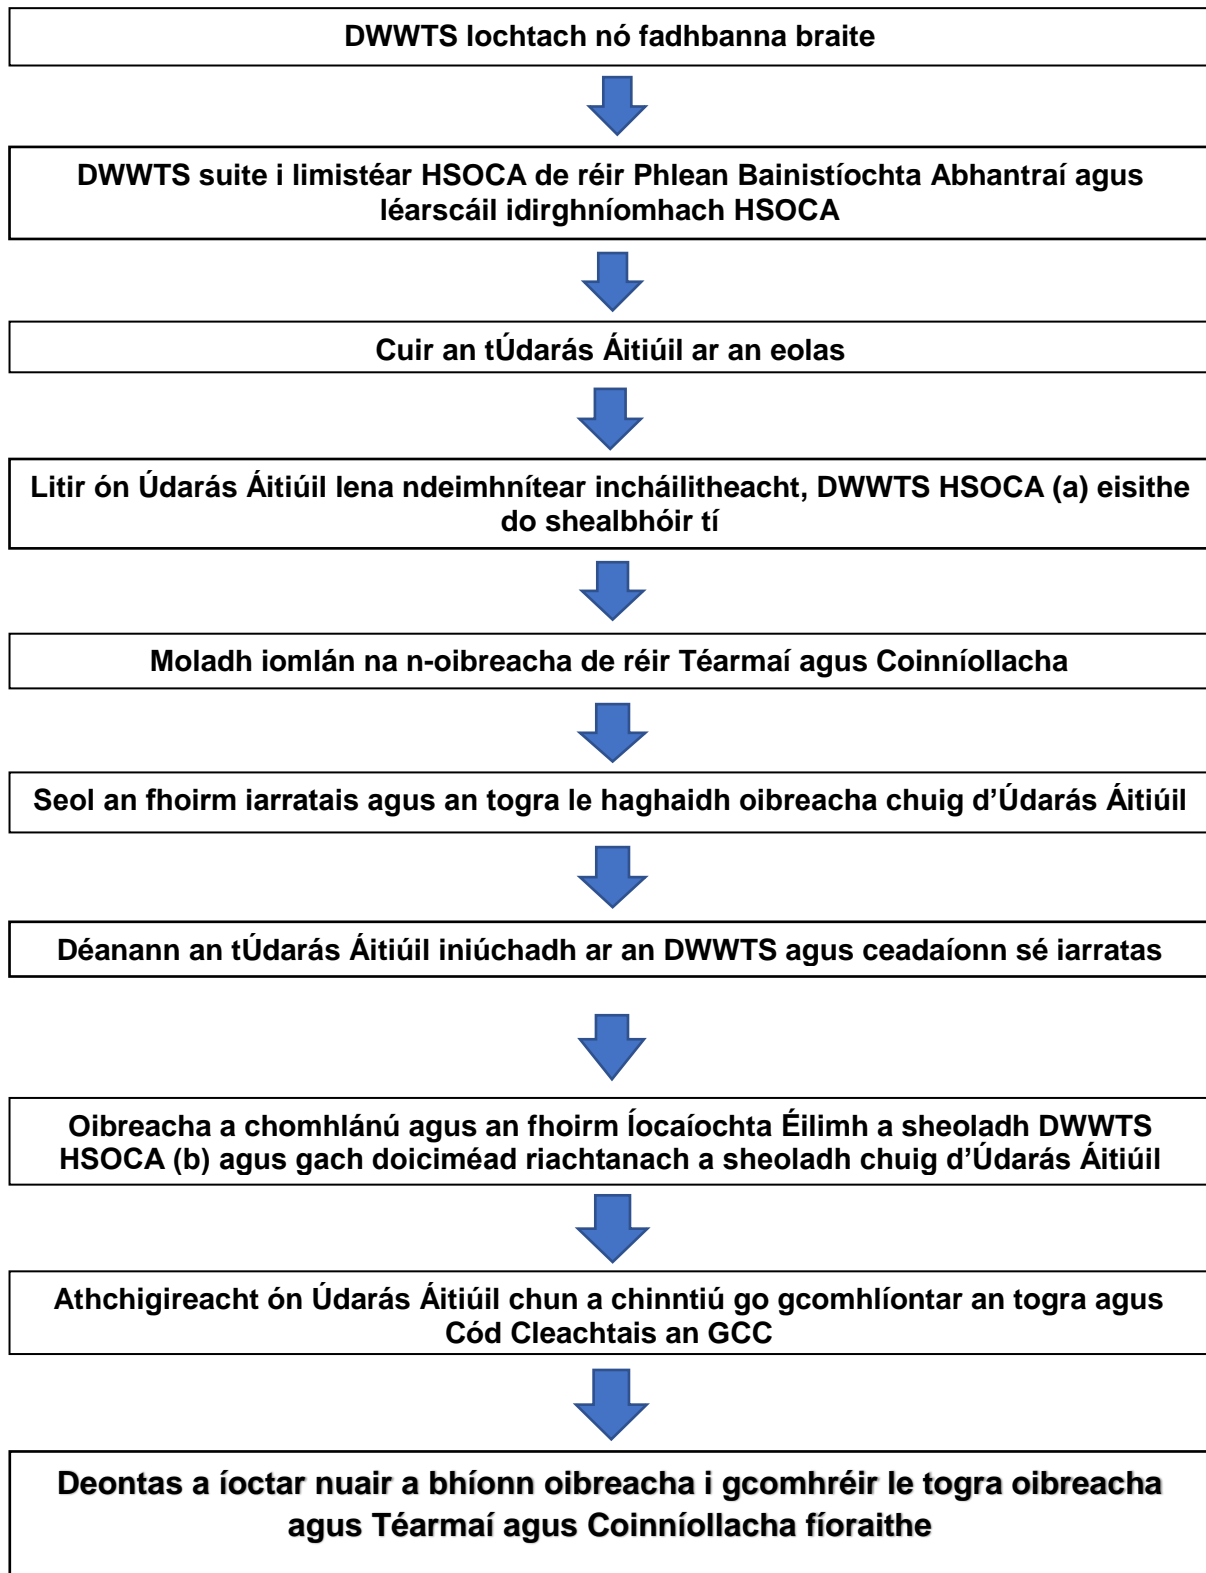 DWWTS lochtach nó fadhbanna braite
DWWTS suite i limistéar HSOCA de réir Phlean Bainistíochta Abhantraí agus
léarscáil idirghníomhach HSOCA
Cuir an tÚdarás Áitiúil ar an eolas
Litir ón Údarás Áitiúil lena ndeimhnítear incháilitheacht, DWWTS HSOCA (a) eisithe
do shealbhóir tí
Moladh iomlán na n-oibreacha de réir Téarmaí agus Coinníollacha
Seol an fhoirm iarratais agus an togra le haghaidh oibreacha chuig d’Údarás Áitiúil
Déanann an tÚdarás Áitiúil iniúchadh ar an DWWTS agus ceadaíonn sé iarratas
Oibreacha a chomhlánú agus an fhoirm Íocaíochta Éilimh a sheoladh DWWTS
HSOCA (b) agus gach doiciméad riachtanach a sheoladh chuig d’Údarás Áitiúil
Athchigireacht ón Údarás Áitiúil chun a chinntiú go gcomhlíontar an togra agus
Cód Cleachtais an GCC
Deontas a íoctar nuair a bhíonn oibreacha i gcomhréir le togra oibreacha
agus Téarmaí agus Coinníollacha fíoraithe